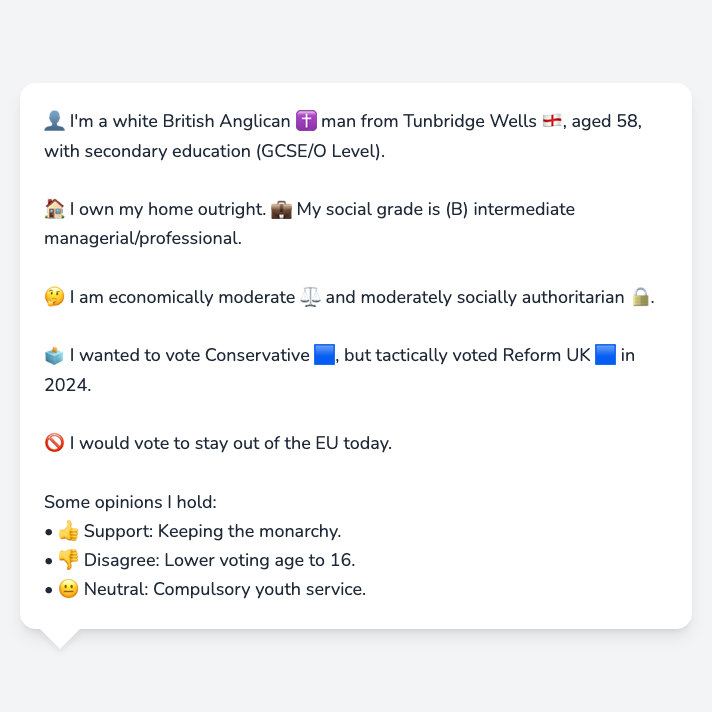 👤 I'm a white British Anglican ✝️ man from Tunbridge Wells 🏴󠁧󠁢󠁥󠁮󠁧󠁿, aged 58,
with secondary education (GCSE/O Level).
🏠 I own my home outright. 💼 My social grade is (B) intermediate
managerial/professional.
🤔 I am economically moderate ⚖️ and moderately socially authoritarian 🔒.
🗳️ I wanted to vote Conservative 🟦, but tactically voted Reform UK 🟦 in
2024.
🚫 I would vote to stay out of the EU today.
Some opinions I hold:
• 👍 Support: Keeping the monarchy.
• 👎 Disagree: Lower voting age to 16.
• 😐 Neutral: Compulsory youth service.